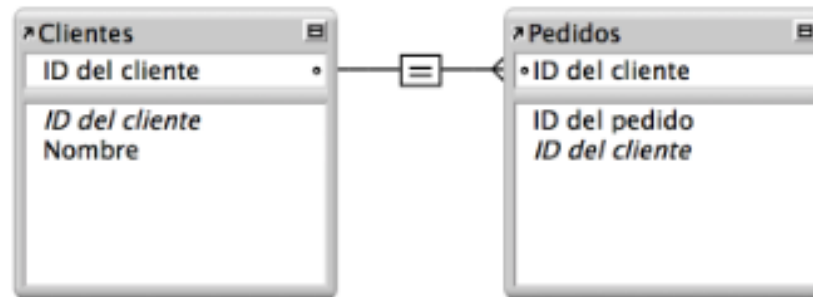 Clientes
ID del cliente
ID del cliente
Nombre
Pedidos
ID del cliente
ID del pedido
ID del cliente